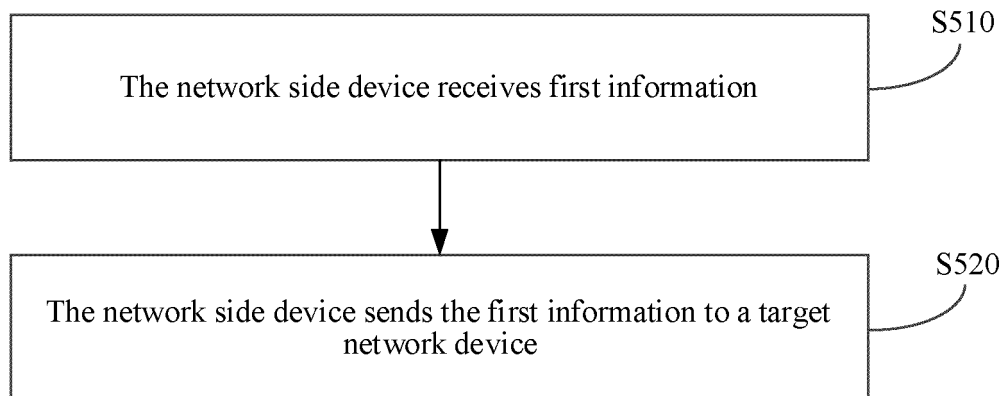 S510
The network side device receives first information
S520
The network side device sends the first information to a target
network device